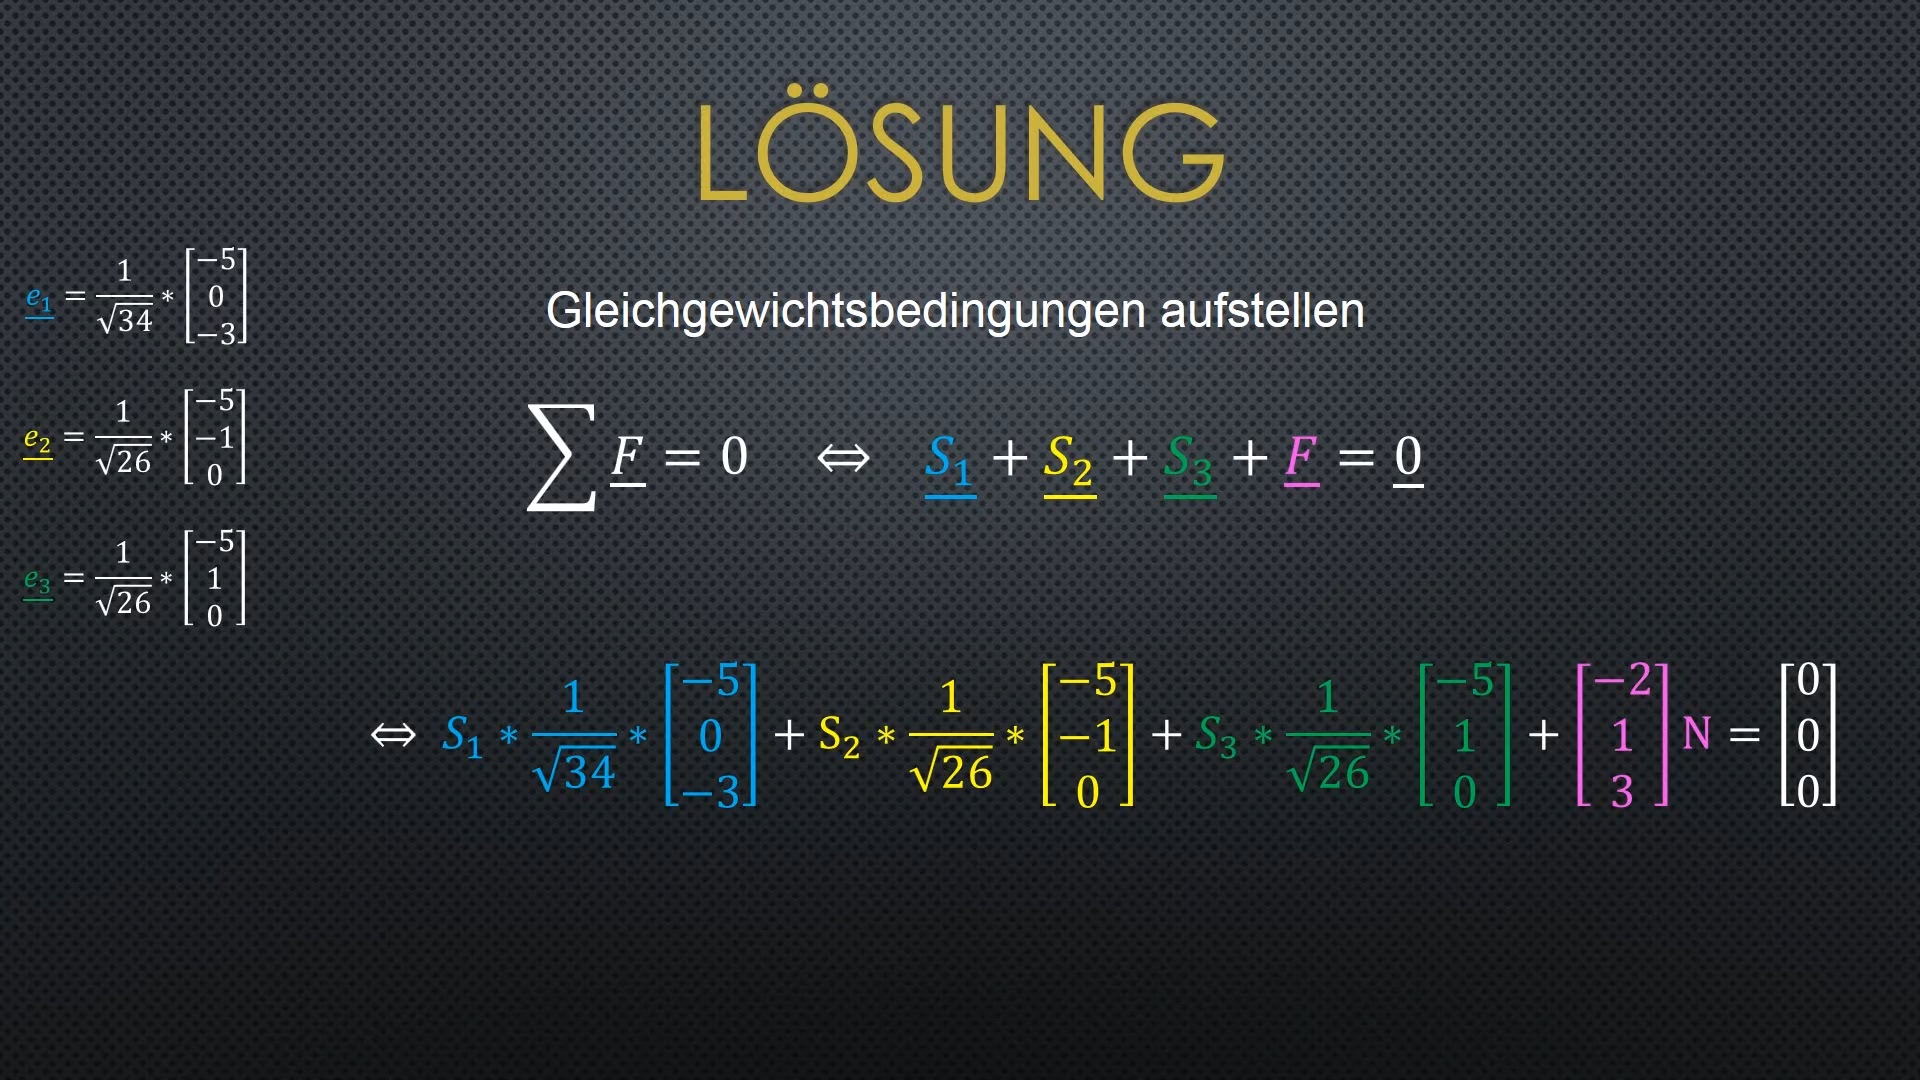 LÖSUNG
Gleichgewichtsbedingungen aufstellen
e₁ = 1/√34 * [−5 0 −3]
e₂ = 1/√26 * [−5 −1 0]
e₃ = 1/√26 * [−5 1 0]
∑ F = 0 ⇔ S₁ + S₂ + S₃ + F = 0
⇔ S₁ * 1/√34 * [−5 0 −3] + S₂ * 1/√26 * [−5 −1 0] + S₃ * 1/√26 * [−5 1 0] + [−2 1 3] N = [0 0 0]